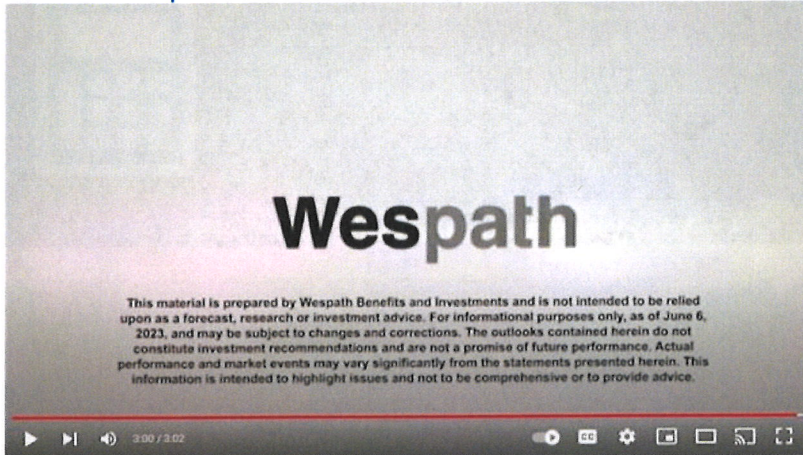 Wespath
This material is prepared by Wespath Benefits and Investments and is not intended to be relied
upon as a forecast, research or investment advice. For informational purposes only, as of June 6,
2023, and may be subject to changes and corrections. The outlooks contained herein do not
constitute investment recommendations and are not a promise of future performance. Actual
performance and market events may vary significantly from the statements presented herein. This
information is intended to highlight issues and not to be comprehensive or to provide advice.
3:00 / 3:02
CC